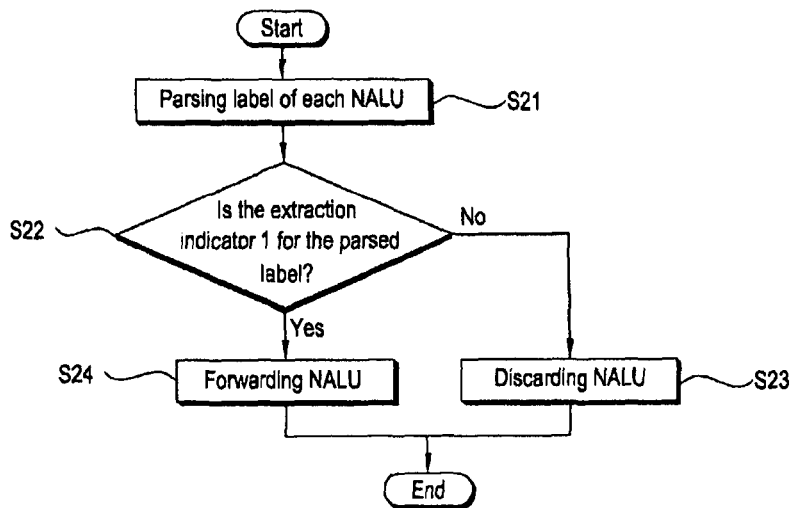 Start
Parsing label of each NALU
S21
S22
Is the extraction
indicator 1 for the parsed
label?
No
Yes
S24
Forwarding NALU
Discarding NALU
S23
End